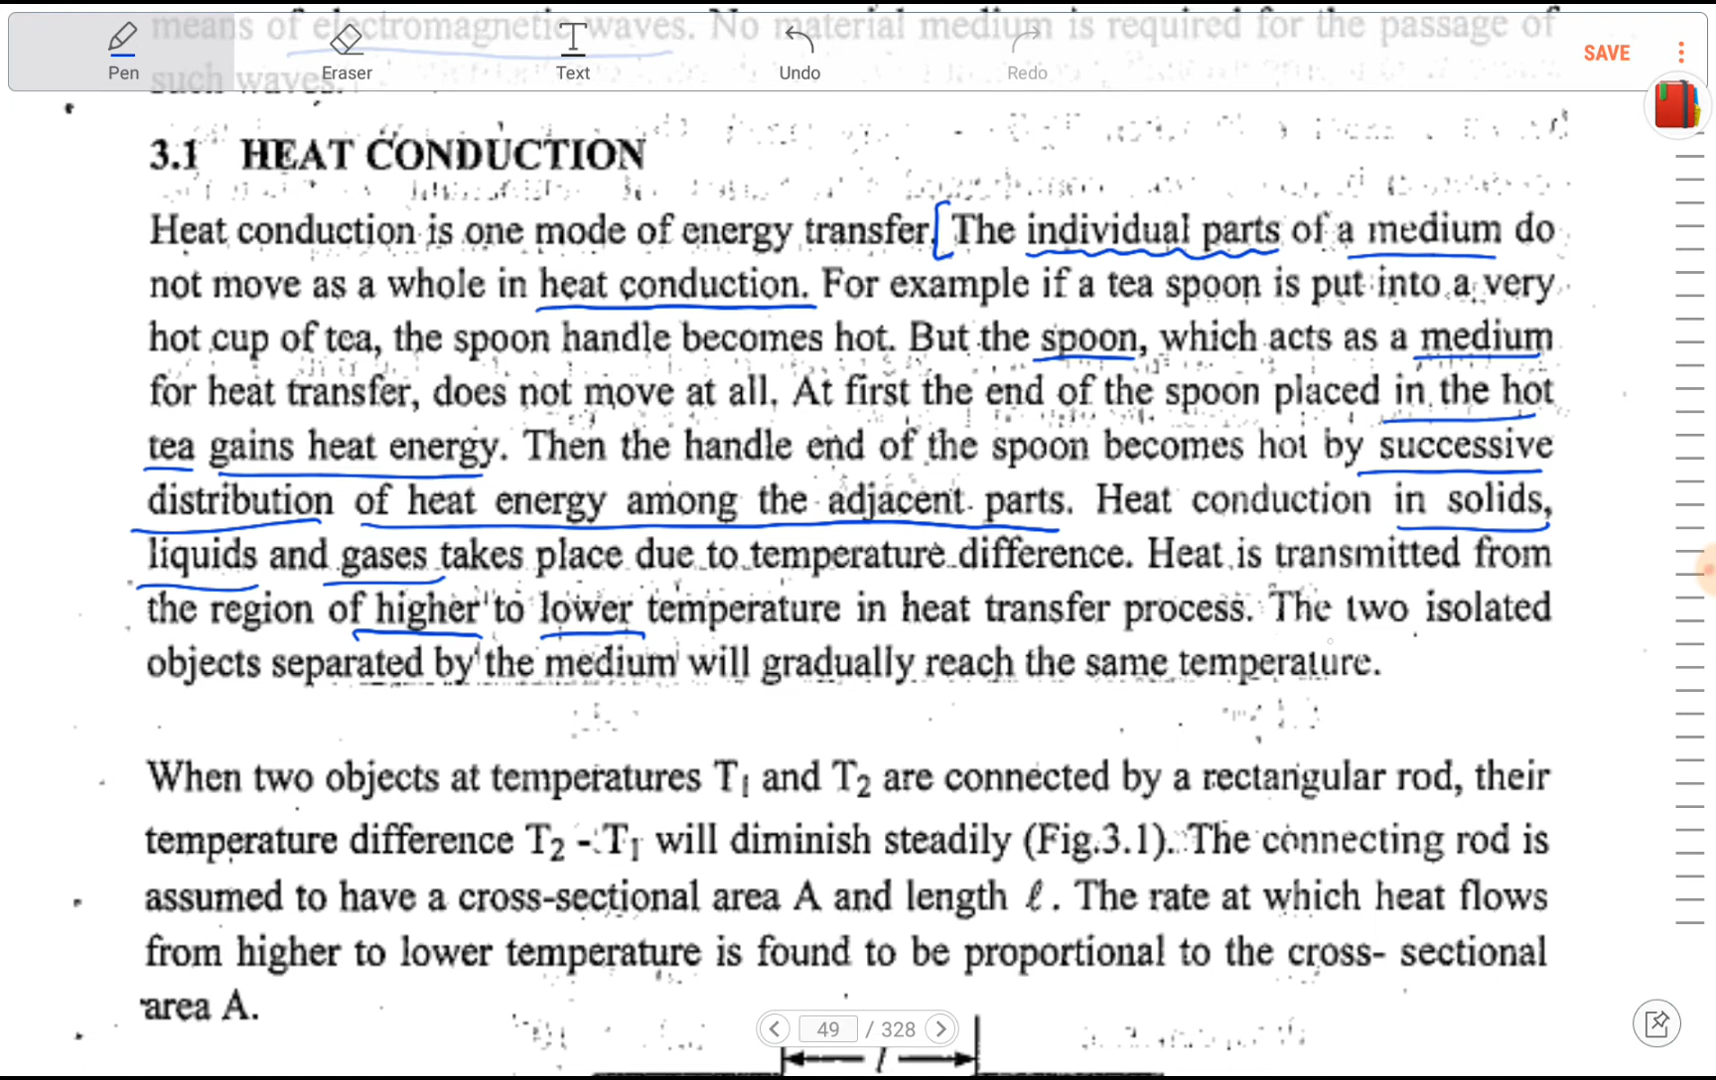 means of electromagnetic waves. No material medium is required for the passage of
Pen
Eraser
Text
Undo
Redo
SAVE
such waves.
3.1 HEAT CONDUCTION
Heat conduction is one mode of energy transfer. [The individual parts of a medium do
not move as a whole in heat conduction. For example if a tea spoon is put into a very
hot cup of tea, the spoon handle becomes hot. But the spoon, which acts as a medium
for heat transfer, does not move at all. At first the end of the spoon placed in the hot
tea gains heat energy. Then the handle end of the spoon becomes hot by successive
distribution of heat energy among the adjacent parts. Heat conduction in solids,
liquids and gases takes place due to temperature difference. Heat is transmitted from
the region of higher to lower temperature in heat transfer process. The two isolated
objects separated by the medium will gradually reach the same temperature.
When two objects at temperatures T₁ and T₂ are connected by a rectangular rod, their
temperature difference T₂ - T₁ will diminish steadily (Fig.3.1). The connecting rod is
assumed to have a cross-sectional area A and length ℓ. The rate at which heat flows
from higher to lower temperature is found to be proportional to the cross- sectional
area A.
49 / 328
l